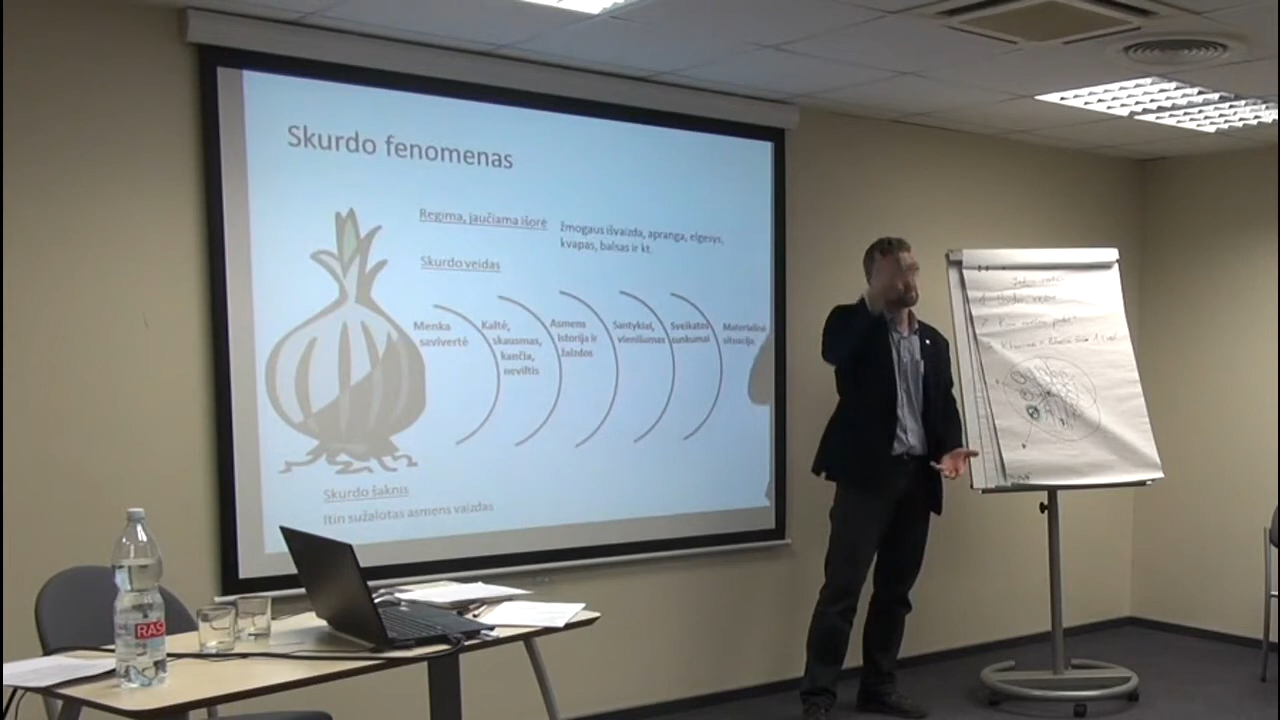 Skurdo fenomenas
Regima, jaučiama išorė
žmogaus išvaizda, apranga, elgesys,
kvapas, balsas ir kt.
Skurdo veidas
Menka
savivertė
Kaltė,
skausmas,
kančia,
neviltis
Asmens
istorija ir
žaizdos
Santykiai,
vienišumas
Sveikatos
sunkumai
Materialinė
situacija
Skurdo šaknis
Itin sužalotas asmens vaizdas
RAS